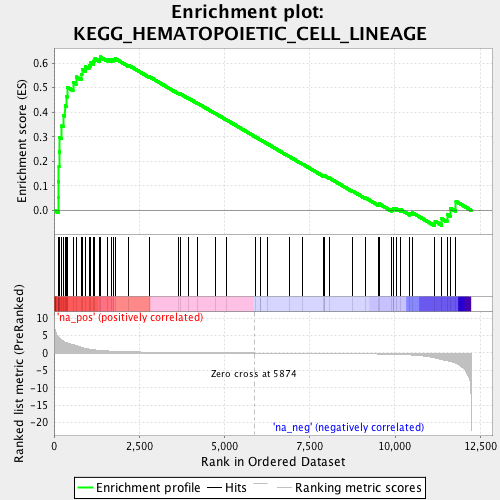 Enrichment plot:
KEGG_HEMATOPOIETIC_CELL_LINEAGE
Enrichment score (ES)
0.6
0.5
0.4
0.3
0.2
0.1
0.0
Ranked list metric (PreRanked)
'na_pos' (positively correlated)
10
5
0
-5
-10
-15
-20
Zero cross at 5874
'na_neg' (negatively correlated)
0
2,500
5,000
7,500
10,000
12,500
Rank in Ordered Dataset
Enrichment profile
Hits
Ranking metric scores